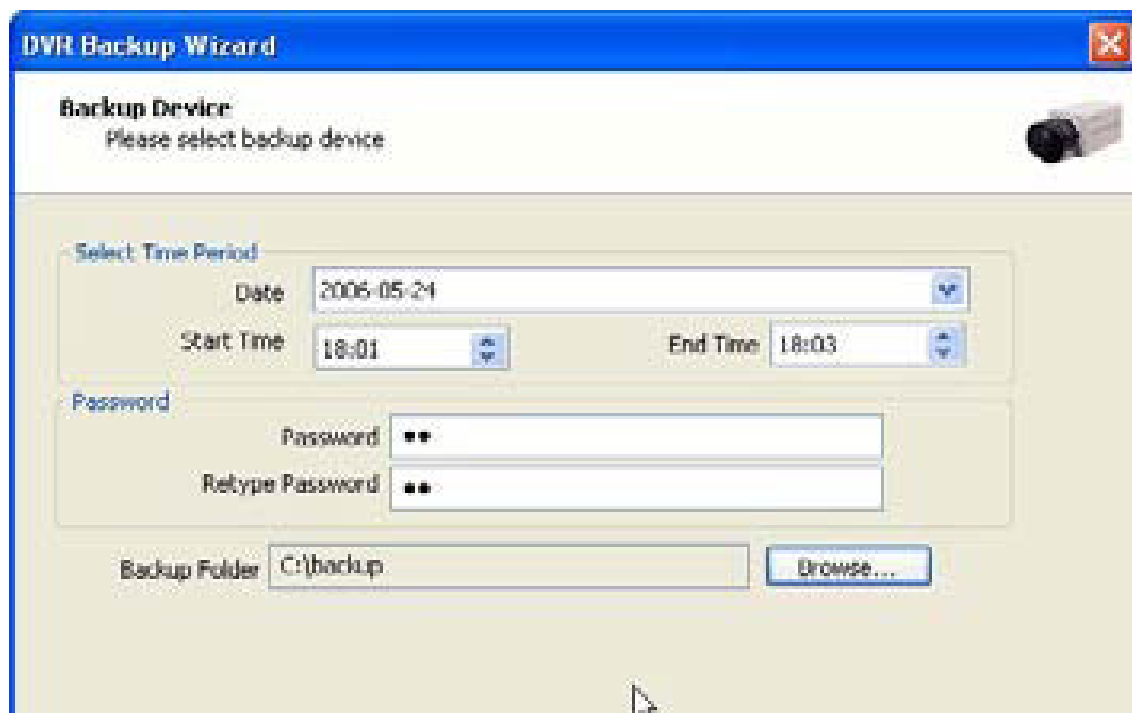 DVR Backup Wizard
Backup Device
Please select backup device
Select Time Period
Date 2006-05-24
Start Time 18:01 End Time 18:03
Password
Password ••
Retype Password ••
Backup Folder C:\backup Browse...